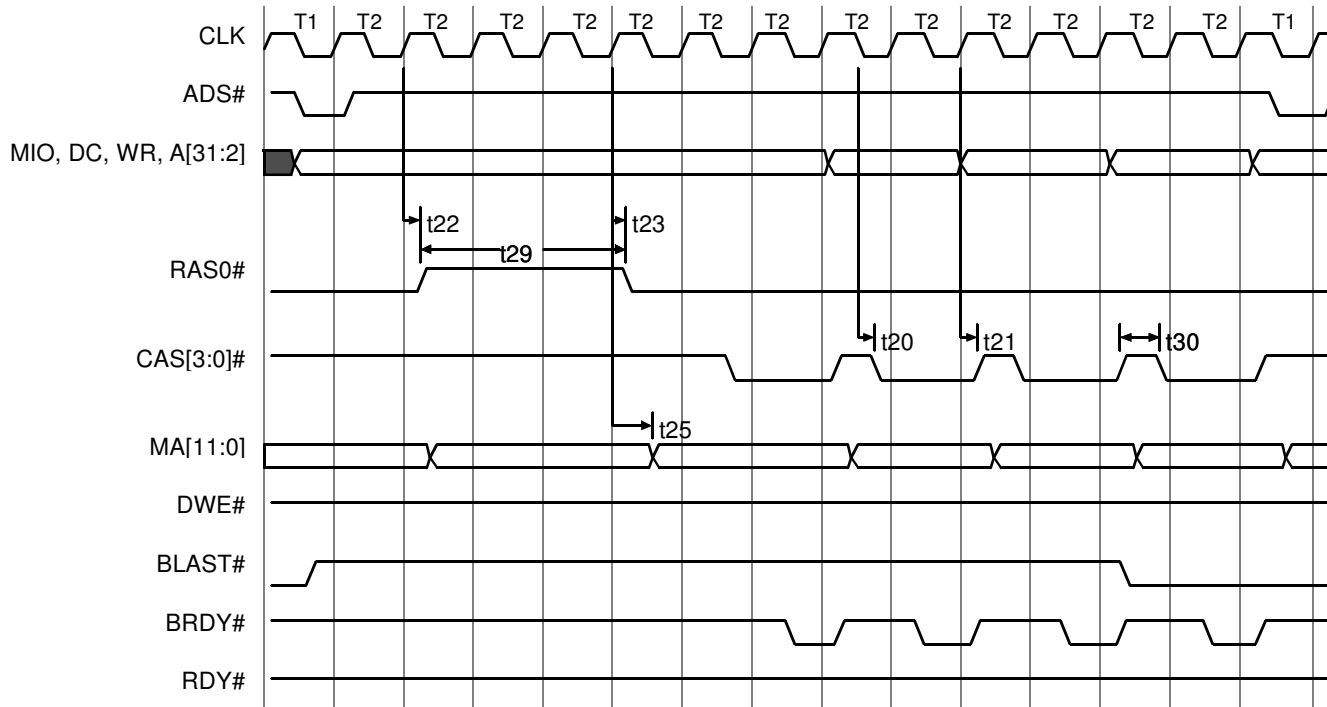 T1 T2 T2 T2 T2 T2 T2 T2 T2 T2 T2 T2 T2 T2 T1
CLK
ADS#
MIO, DC, WR, A[31:2]
t22 t23
t29
RAS0#
t20 t21 t30
CAS[3:0]#
t25
MA[11:0]
DWE#
BLAST#
BRDY#
RDY#